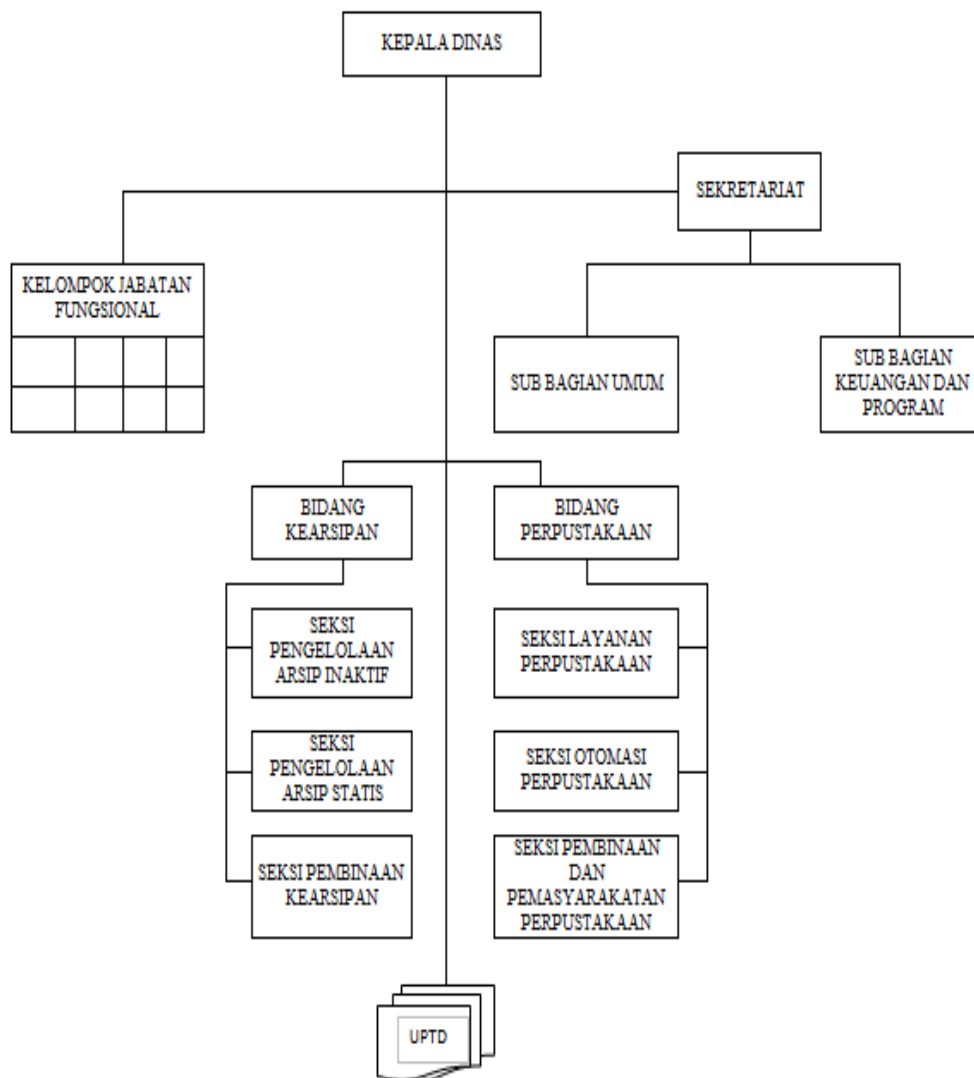 KEPALA DINAS
SEKRETARIAT
KELOMPOK JABATAN
FUNGSIONAL
SUB BAGIAN UMUM
SUB BAGIAN
KEUANGAN DAN
PROGRAM
BIDANG
KEARSIPAN
BIDANG
PERPUSTAKAAN
SEKSI
PENGELOLAAN
ARSIP INAKTIF
SEKSI LAYANAN
PERPUSTAKAAN
SEKSI
PENGELOLAAN
ARSIP STATIS
SEKSI OTOMASI
PERPUSTAKAAN
SEKSI PEMBINAAN
KEARSIPAN
SEKSI PEMBINAAN
DAN
PEMASYARAKATAN
PERPUSTAKAAN
UPTD